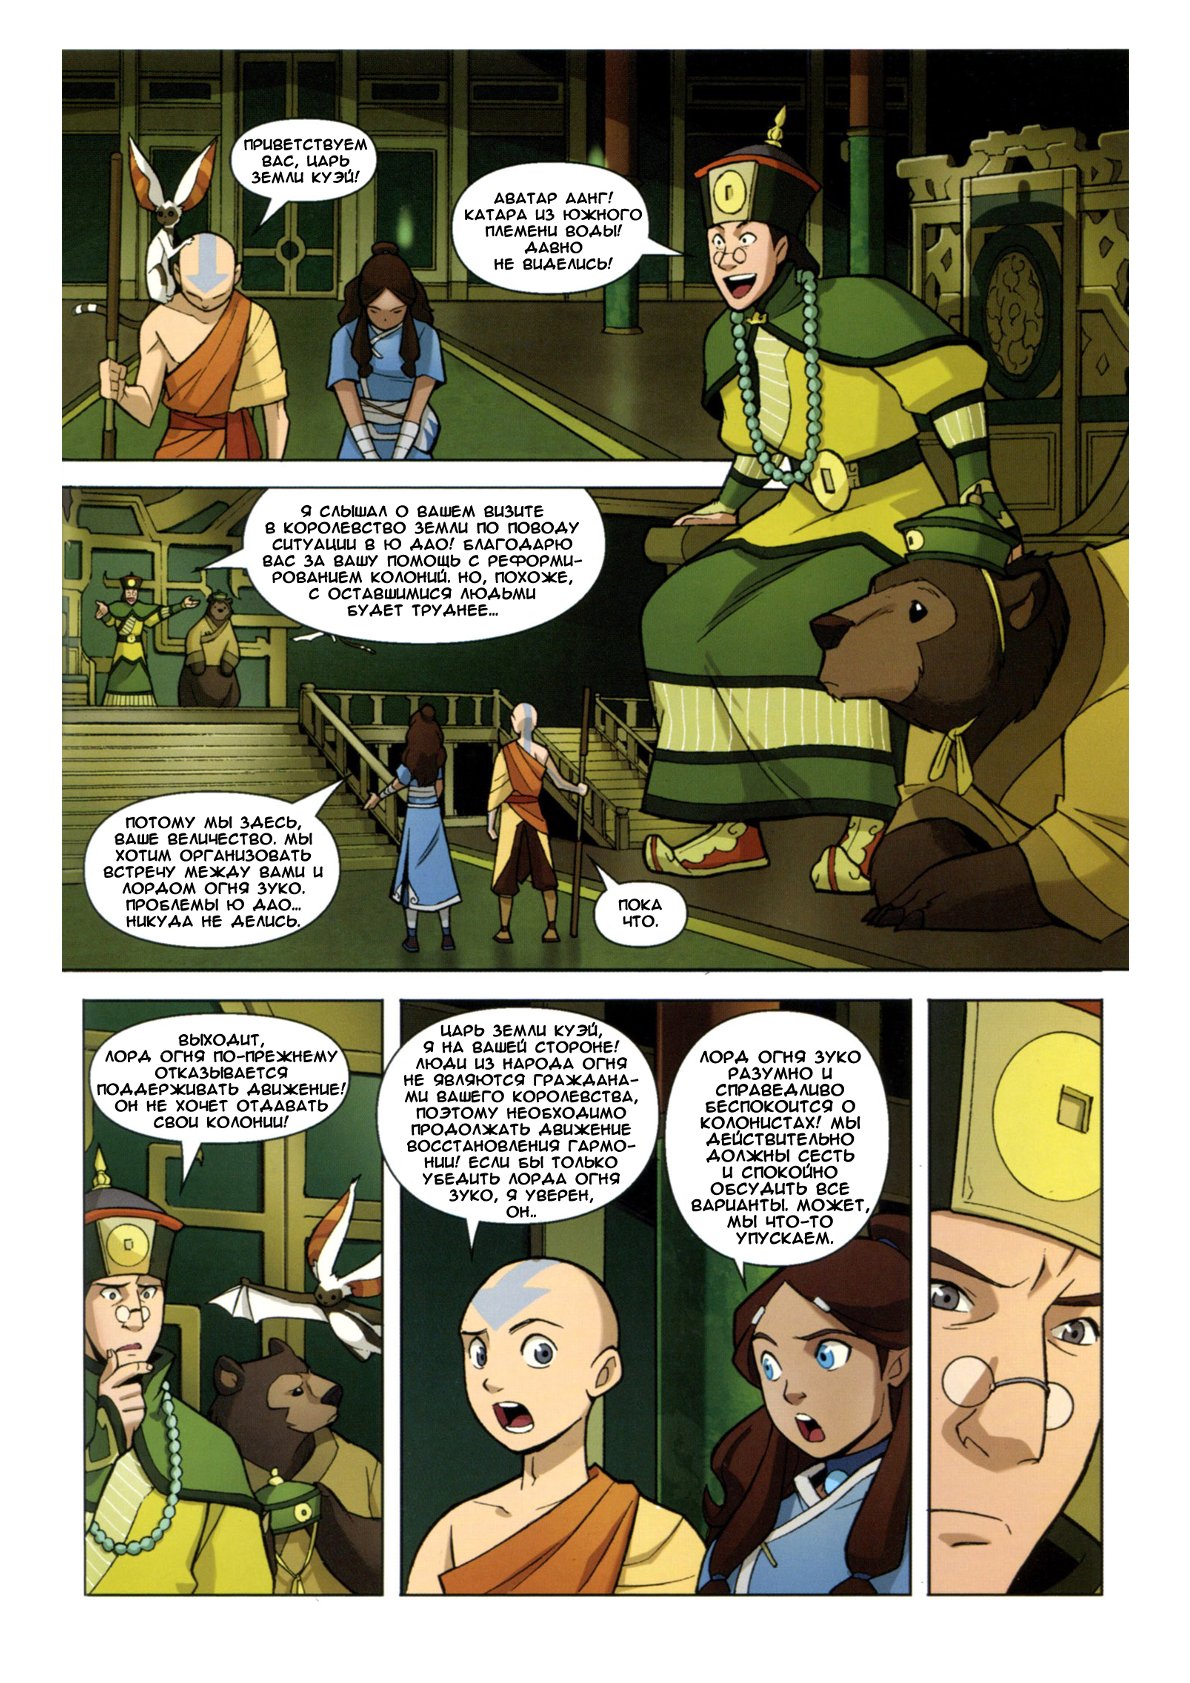 ПРИВЕТСТВУЕМ
ВАС, ЦАРЬ
ЗЕМЛИ КУЭЙ!
АВАТАР ААНГ!
КАТАРА ИЗ ЮЖНОГО
ПЛЕМЕНИ ВОДЫ!
ДАВНО
НЕ ВИДЕЛИСЬ!
Я СЛЫШАЛ О ВАШЕМ ВИЗИТЕ
В КОРОЛЕВСТВО ЗЕМЛИ ПО ПОВОДУ
СИТУАЦИИ В Ю ДАО! БЛАГОДАРЮ
ВАС ЗА ВАШУ ПОМОЩЬ С РЕФОРМИ-
РОВАНИЕМ КОЛОНИЙ. НО, ПОХОЖЕ,
С ОСТАВШИМИСЯ ЛЮДЬМИ
БУДЕТ ТРУДНЕЕ...
ПОТОМУ МЫ ЗДЕСЬ,
ВАШЕ ВЕЛИЧЕСТВО. МЫ
ХОТИМ ОРГАНИЗОВАТЬ
ВСТРЕЧУ МЕЖДУ ВАМИ И
ЛОРДОМ ОГНЯ ЗУКО.
ПРОБЛЕМЫ Ю ДАО...
НИКУДА НЕ ДЕЛИСЬ.
ПОКА
ЧТО.
ВЫХОДИТ,
ЛОРД ОГНЯ ПО-ПРЕЖНЕМУ
ОТКАЗЫВАЕТСЯ
ПОДДЕРЖИВАТЬ ДВИЖЕНИЕ!
ОН НЕ ХОЧЕТ ОТДАВАТЬ
СВОИ КОЛОНИИ!
ЦАРЬ ЗЕМЛИ КУЭЙ,
Я НА ВАШЕЙ СТОРОНЕ!
ЛЮДИ ИЗ НАРОДА ОГНЯ
НЕ ЯВЛЯЮТСЯ ГРАЖДАНА-
МИ ВАШЕГО КОРОЛЕВСТВА,
ПОЭТОМУ НЕОБХОДИМО
ПРОДОЛЖАТЬ ДВИЖЕНИЕ
ВОССТАНОВЛЕНИЯ ГАРМО-
НИИ! ЕСЛИ БЫ ТОЛЬКО
УБЕДИТЬ ЛОРДА ОГНЯ
ЗУКО, Я УВЕРЕН,
ОН..
ЛОРД ОГНЯ ЗУКО
РАЗУМНО И
СПРАВЕДЛИВО
БЕСПОКОИТСЯ О
КОЛОНИСТАХ! МЫ
ДЕЙСТВИТЕЛЬНО
ДОЛЖНЫ СЕСТЬ
И СПОКОЙНО
ОБСУДИТЬ ВСЕ
ВАРИАНТЫ. МОЖЕТ,
МЫ ЧТО-ТО
УПУСКАЕМ.